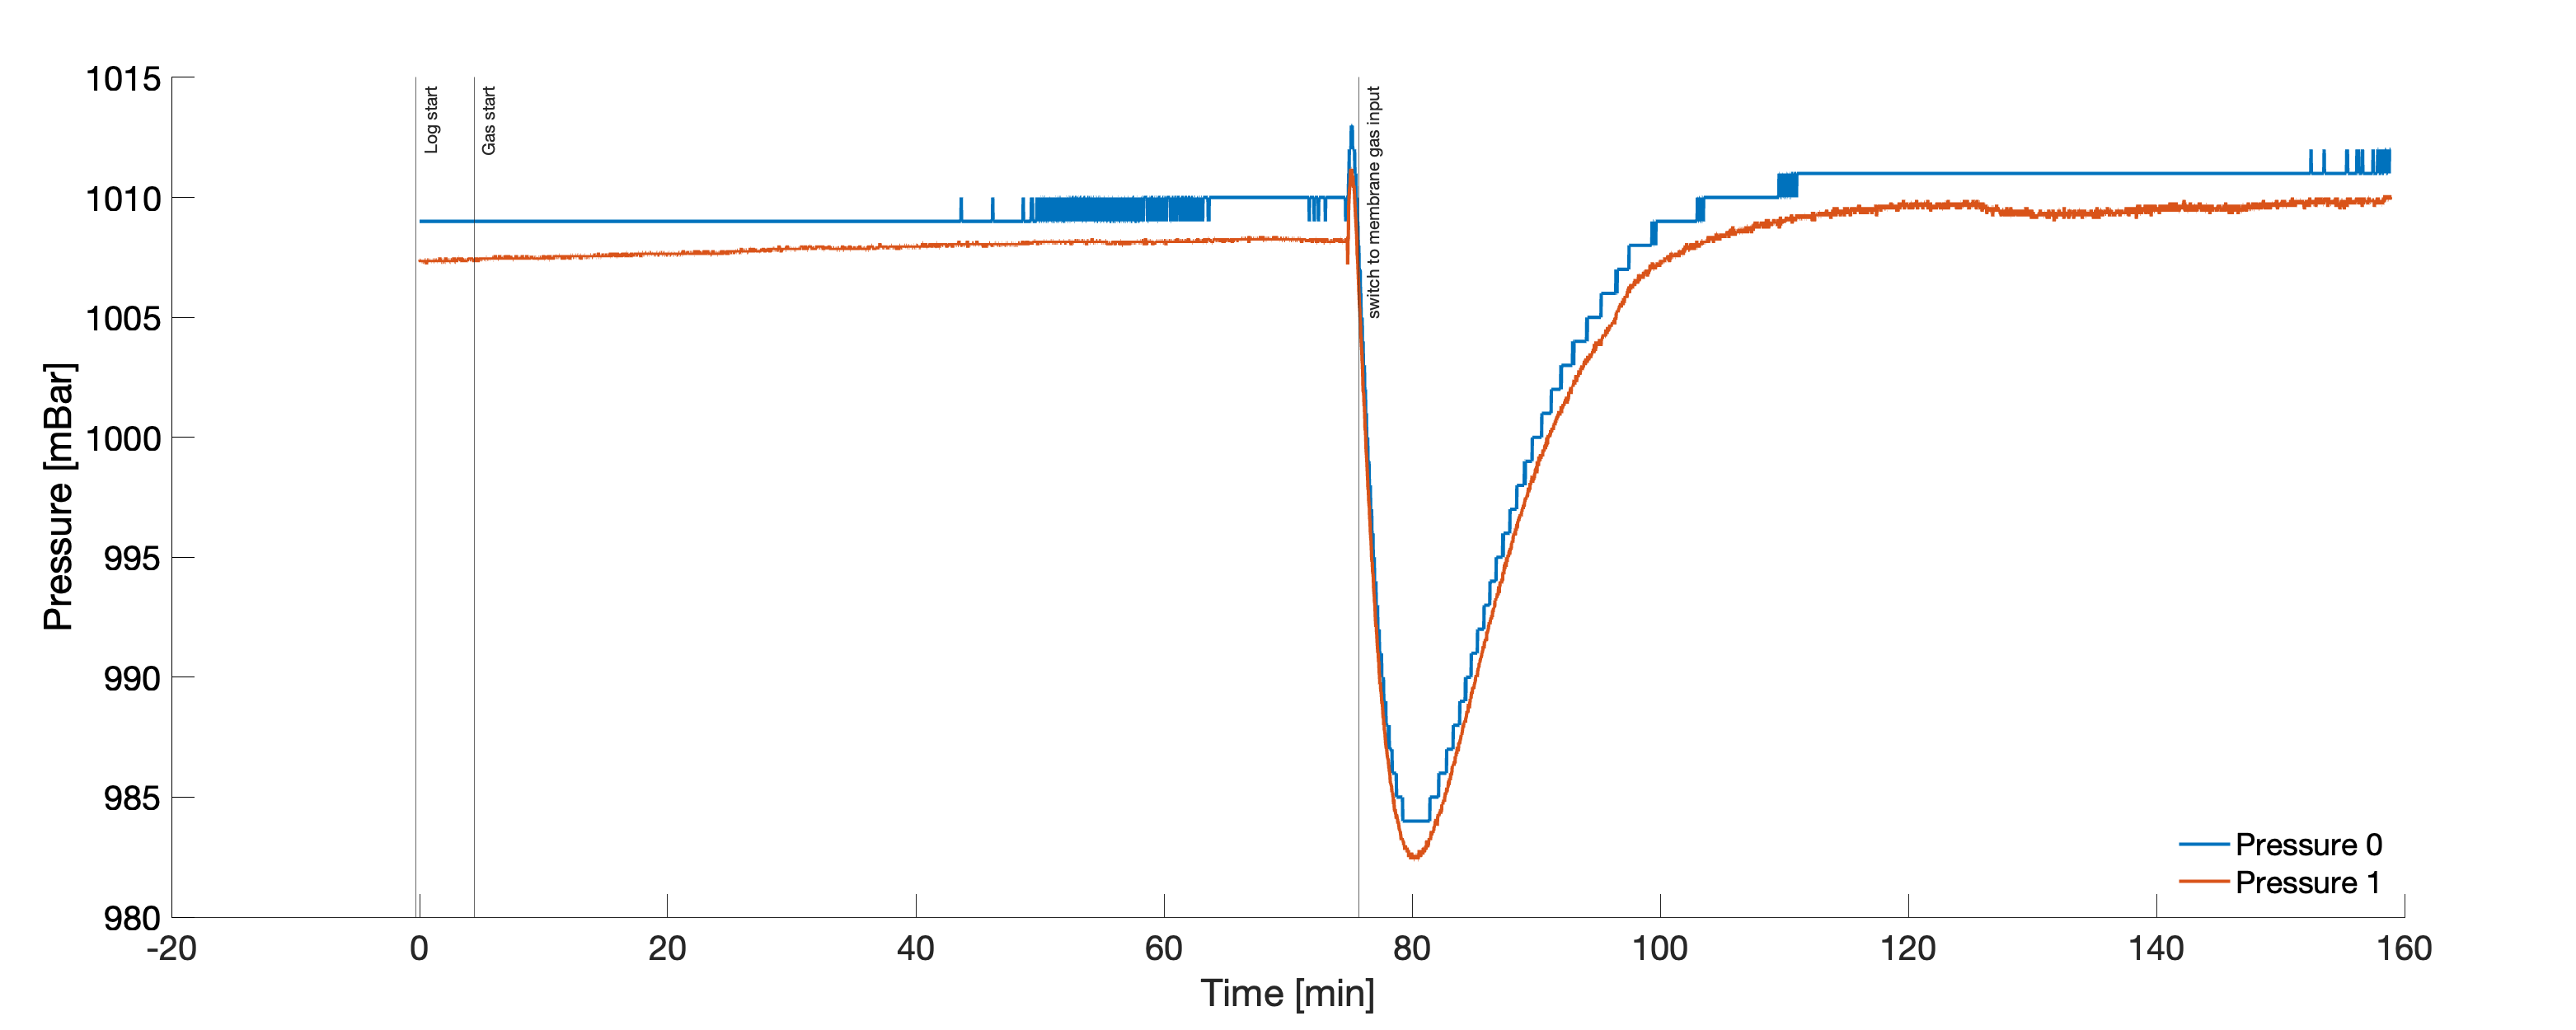 1015
1010
1005
1000
995
990
985
980
Pressure [mBar]
Log start
Gas start
switch to membrane gas input
Pressure 0
Pressure 1
-20 0 20 40 60 80 100 120 140 160
Time [min]